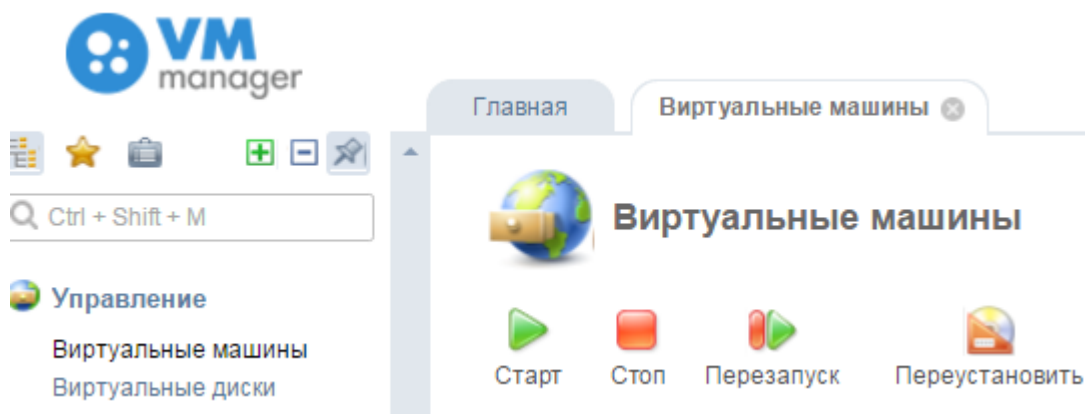 VM
manager
Главная
Виртуальные машины
Ctrl + Shift + M
Виртуальные машины
Управление
Виртуальные машины
Виртуальные диски
Старт
Стоп
Перезапуск
Переустановить